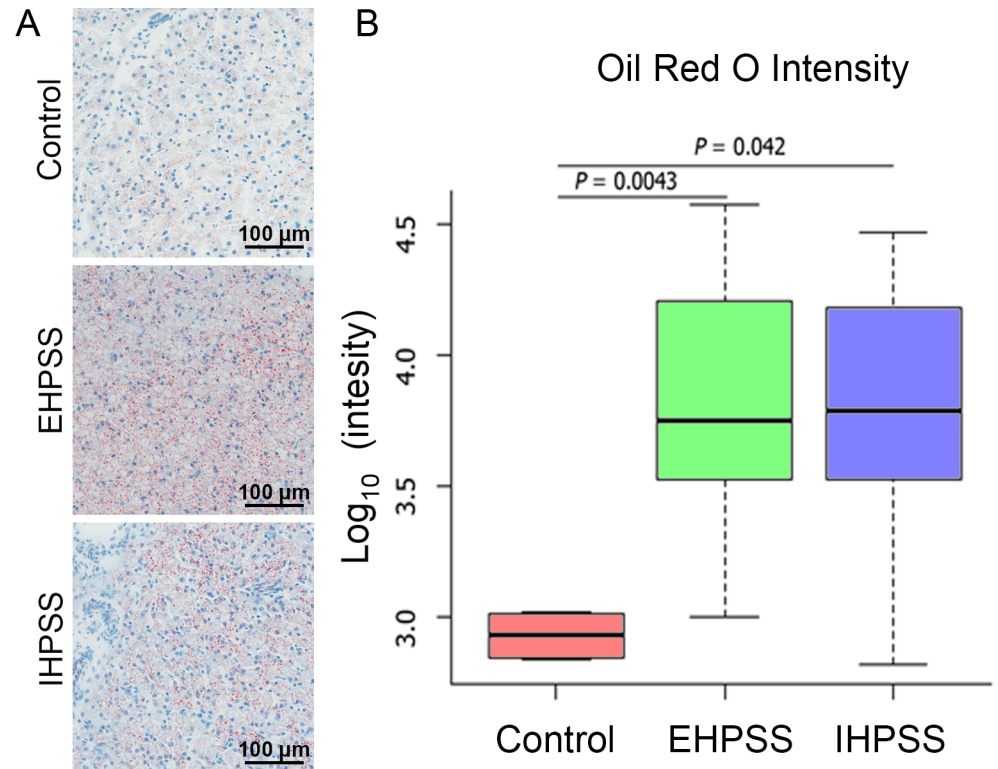 A
Control
100 µm
EHPSS
100 µm
IHPSS
100 µm
B
Oil Red O Intensity
P = 0.042
P = 0.0043
Log10 (intesity)
4.5
4.0
3.5
3.0
Control EHPSS IHPSS